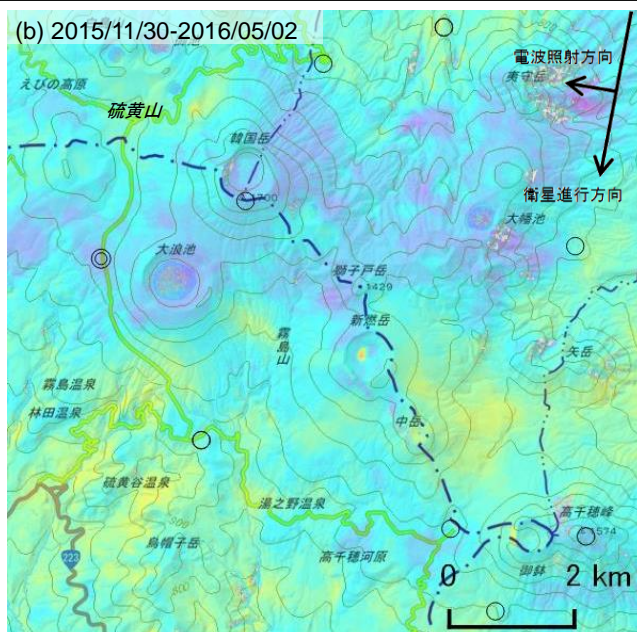 (b) 2015/11/30-2016/05/02
えびの高原
硫黄山
電波照射方向
夷守岳
韓国岳
1700
衛星進行方向
大幡池
大浪池
獅子戸岳
1429
新燃岳
霧島山
矢岳
霧島温泉
林田温泉
中岳
硫黄谷温泉
湯之野温泉
高千穂峰
1574
烏帽子岳
高千穂河原
御鉢
223
500
0 2 km